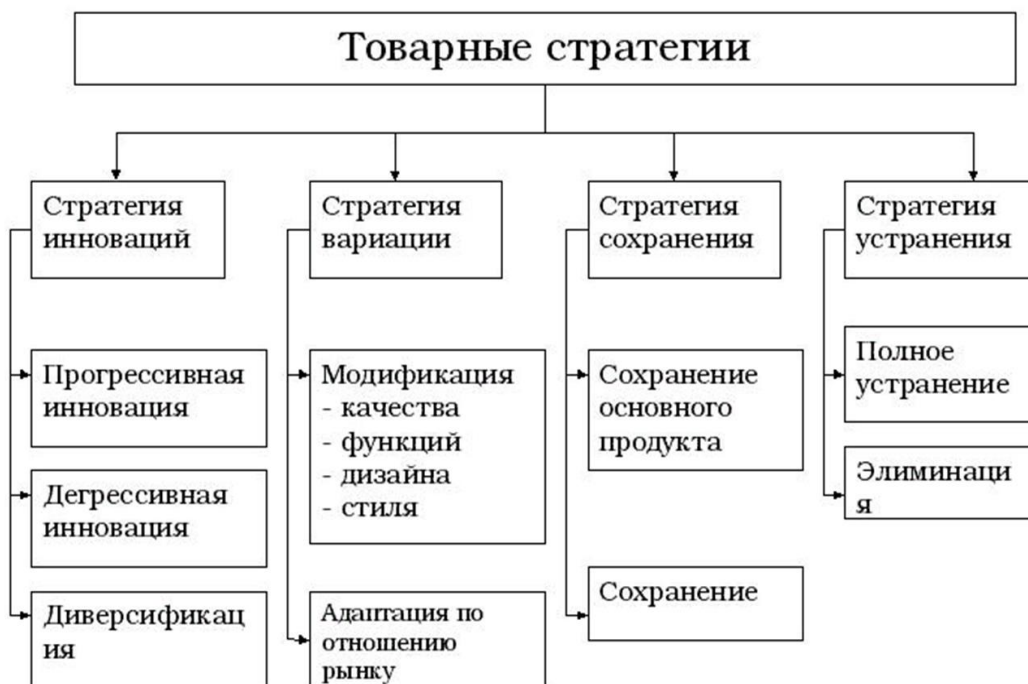 Товарные стратегии
Стратегия
инноваций
Прогрессивная
инновация
Дегрессивная
инновация
Диверсификац
ия
Стратегия
вариации
Модификация
- качества
- функций
- дизайна
- стиля
Адаптация по
отношению
рынку
Стратегия
сохранения
Сохранение
основного
продукта
Сохранение
Стратегия
устранения
Полное
устранение
Элиминаци
я